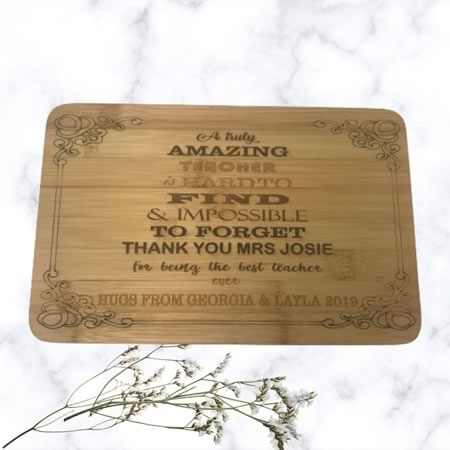 A truly
AMAZING
TEACHER
is HARD TO
FIND
& IMPOSSIBLE
TO FORGET
THANK YOU MRS JOSIE
for being the best teacher
ever
HUGS FROM GEORGIA & LAYLA 2019